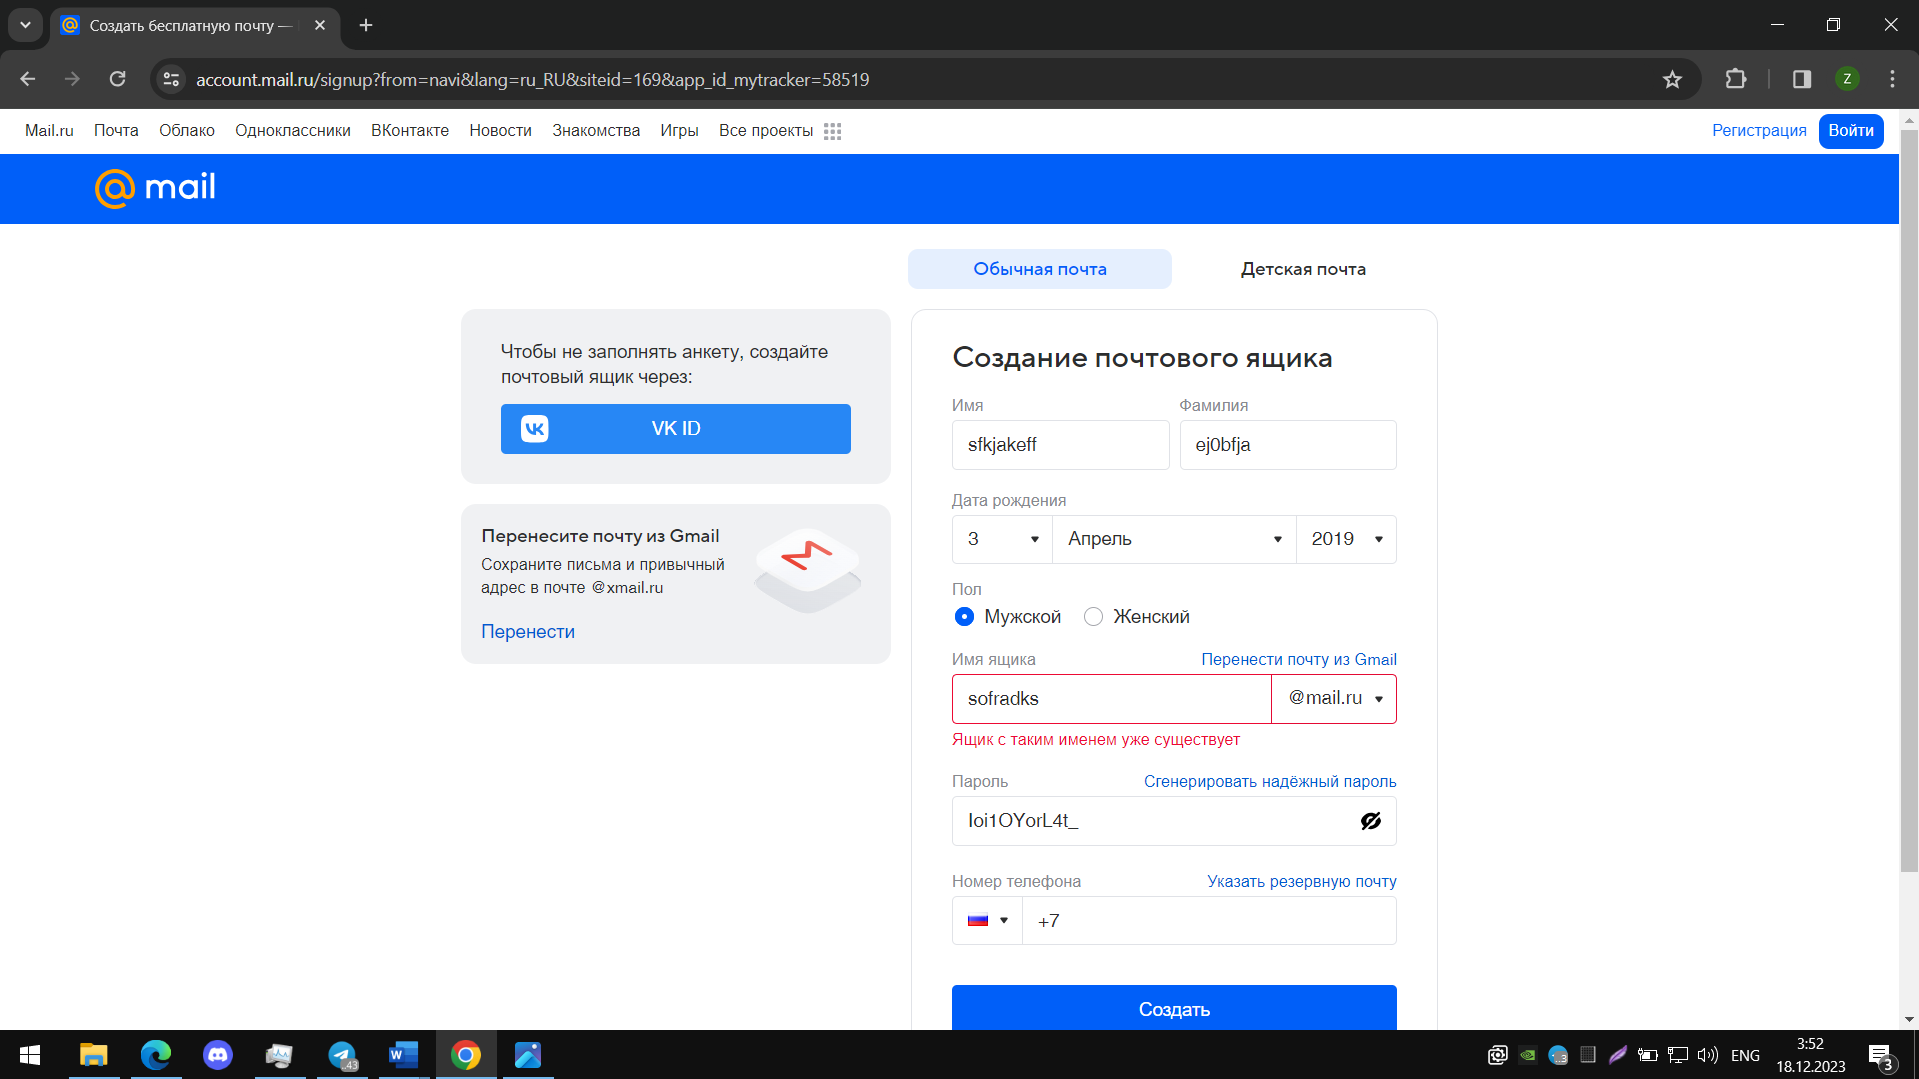 Создать бесплатную почту —
account.mail.ru/signup?from=navi&lang=ru_RU&siteid=169&app_id_mytracker=58519
Z
Mail.ru Почта Облако Одноклассники ВКонтакте Новости Знакомства Игры Все проекты
Регистрация Войти
@ mail
Обычная почта Детская почта
Чтобы не заполнять анкету, создайте
почтовый ящик через:
VK ID
Перенесите почту из Gmail
Сохраните письма и привычный
адрес в почте @xmail.ru
Перенести
Создание почтового ящика
Имя Фамилия
sfkjakeff ej0bfja
Дата рождения
3 Апрель 2019
Пол
Мужской Женский
Имя ящика Перенести почту из Gmail
sofradks @mail.ru
Ящик с таким именем уже существует
Пароль Сгенерировать надёжный пароль
Ioi1OYorL4t_
Номер телефона Указать резервную почту
+7
Создать
43
W
ENG
3:52
18.12.2023
3